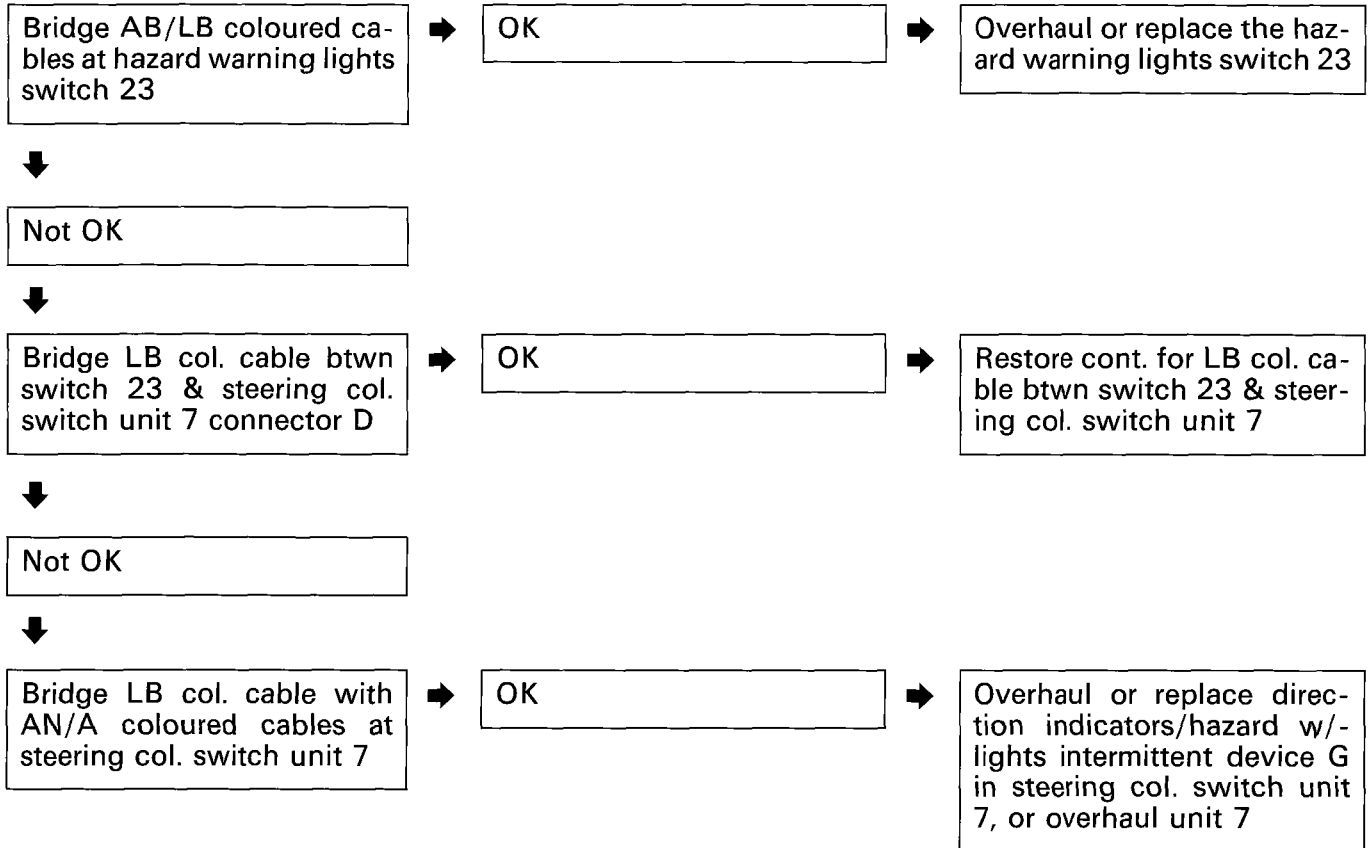 Bridge AB/LB coloured ca-
bles at hazard warning lights
switch 23
OK
Overhaul or replace the haz-
ard warning lights switch 23
Not OK
Bridge LB col. cable btwn
switch 23 & steering col.
switch unit 7 connector D
OK
Restore cont. for LB col. ca-
ble btwn switch 23 & steer-
ing col. switch unit 7
Not OK
Bridge LB col. cable with
AN/A coloured cables at
steering col. switch unit 7
OK
Overhaul or replace direc-
tion indicators/hazard w/-
lights intermittent device G
in steering col. switch unit
7, or overhaul unit 7